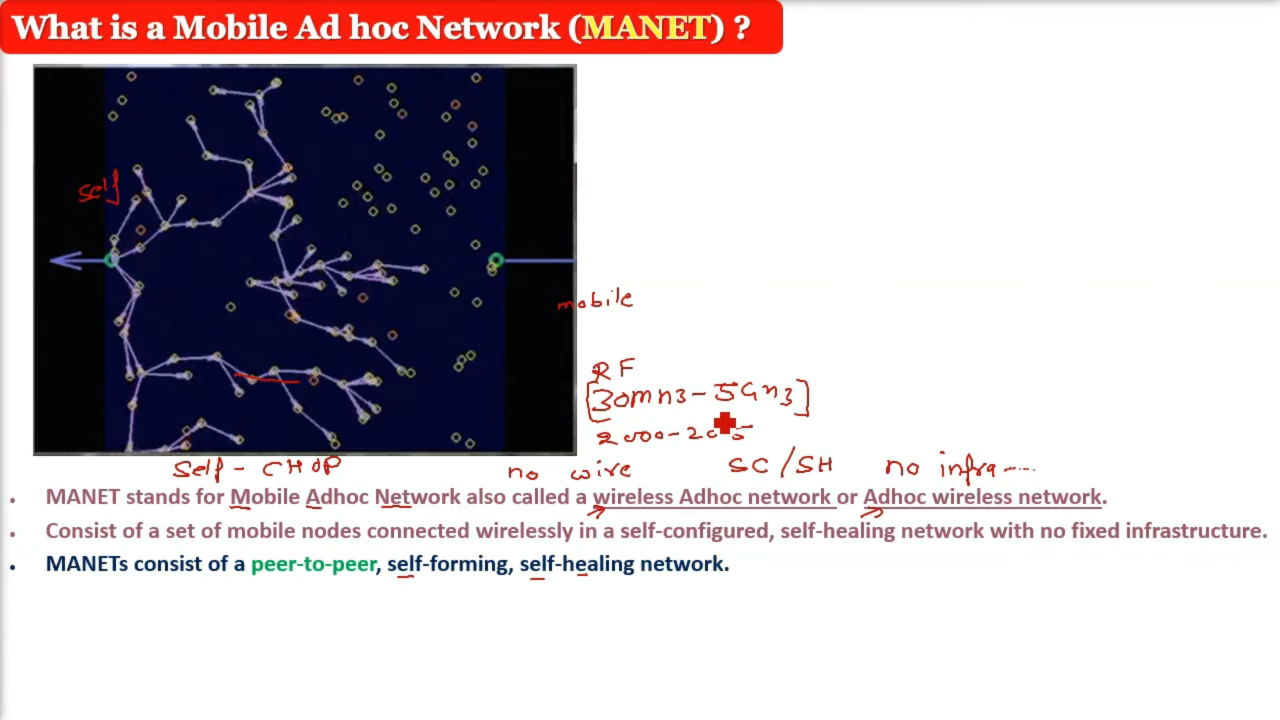 What is a Mobile Ad hoc Network (MANET) ?
self
mobile
RF
[30MHz - 5GHz]
Self - CHOP
no wire
SC/SH
no infra----
• MANET stands for Mobile Adhoc Network also called a wireless Adhoc network or Adhoc wireless network.
• Consist of a set of mobile nodes connected wirelessly in a self-configured, self-healing network with no fixed infrastructure.
• MANETs consist of a peer-to-peer, self-forming, self-healing network.